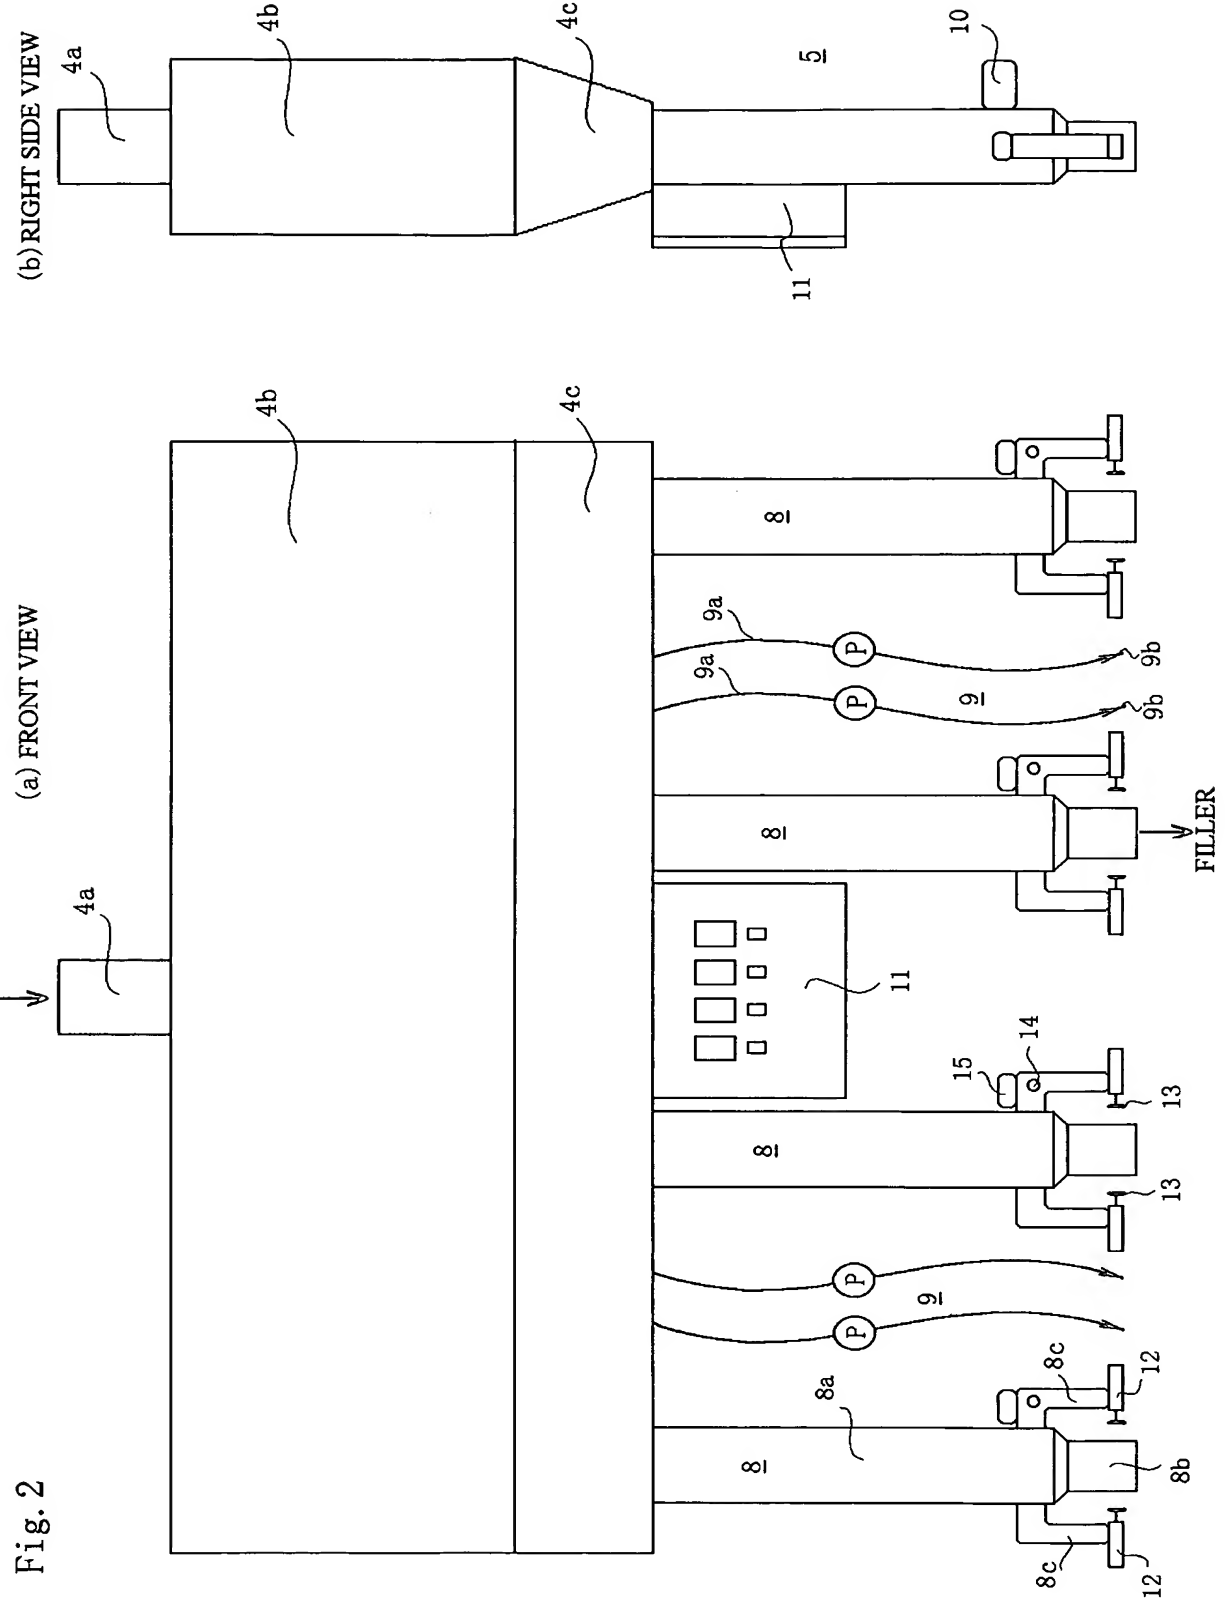 Fig. 2
(a) FRONT VIEW
(b) RIGHT SIDE VIEW
4a
4b
4c
8
8a
8
8
8
9a
9a
P
P
P
P
9
9
11
15
14
8c
8c
12
12
8b
13
13
9b
9b
FILLER
4a
4b
4c
5
11
10